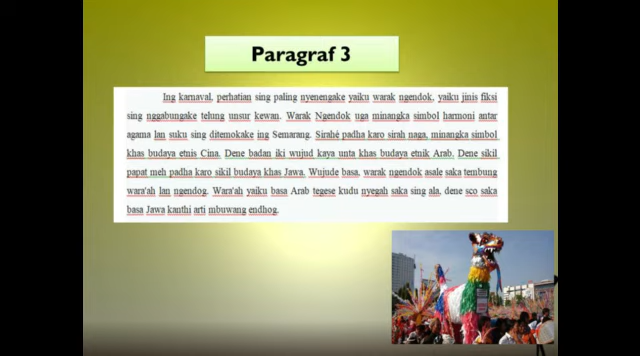 Paragraf 3
Ing karnaval, perhatian sing paling nyenengake yaiku warak ngendok, yaiku jinis fiksi
sing nggabungake telung unsur kewan. Warak Ngendok uga minangka simbol harmoni antar
agama lan suku sing ditemokake ing Semarang. Sirahé padha karo sirah naga, minangka simbol
khas budaya etnis Cina. Dene badan iki wujud kaya unta khas budaya etnik Arab. Dene sikil
papat meh padha karo sikil budaya khas Jawa. Wujude basa, warak ngendok asale saka tembung
wara'ah lan ngendog. Wara'ah yaiku basa Arab tegese kudu nyegah saka sing ala, dene sco saka
basa Jawa kanthi arti mbuwang endhog.